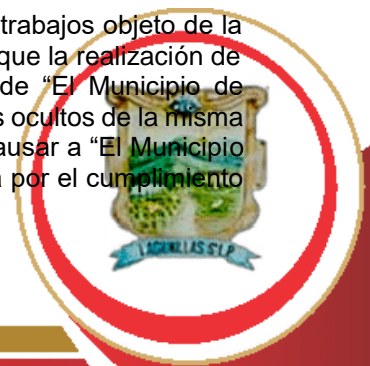 trabajos objeto de la
que la realización de
de “El Municipio de
s ocultos de la misma
ausar a “El Municipio
por el cumplimiento
LAGUNILLAS S.L.P.